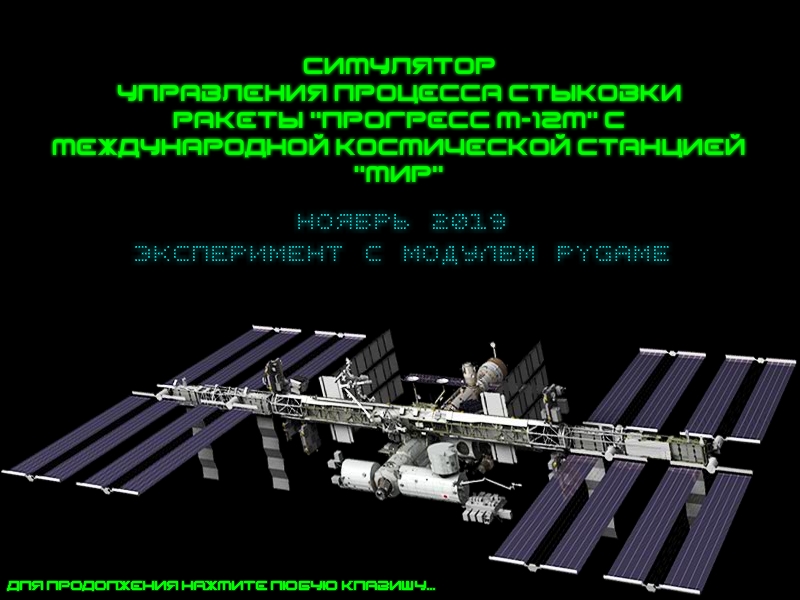 СИМУЛЯТОР
УПРАВЛЕНИЯ ПРОЦЕССА СТЫКОВКИ
РАКЕТЫ "ПРОГРЕСС М-12М" С
МЕЖДУНАРОДНОЙ КОСМИЧЕСКОЙ СТАНЦИЕЙ
"МИР"
НОЯБРЬ 2019
ЭКСПЕРИМЕНТ С МОДУЛЕМ PYGAME
ДЛЯ ПРОДОЛЖЕНИЯ НАЖМИТЕ ЛЮБУЮ КЛАВИШУ...